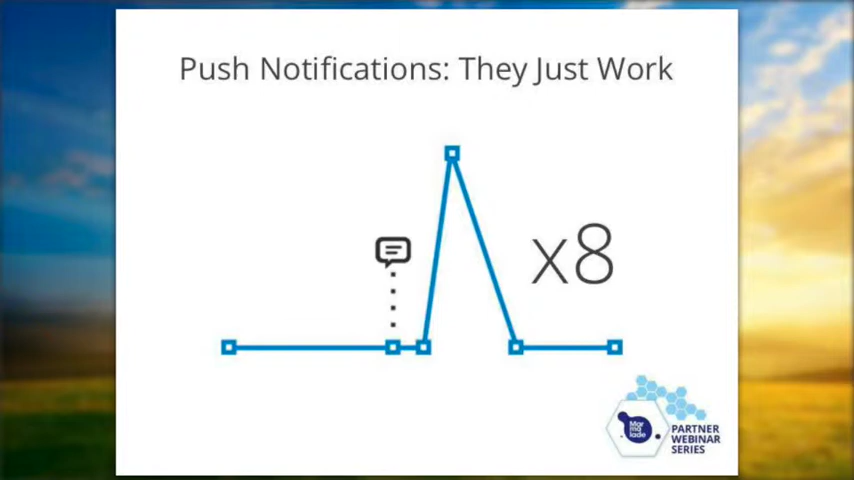 Push Notifications: They Just Work
x8
Mar
ma
lade
PARTNER
WEBINAR
SERIES